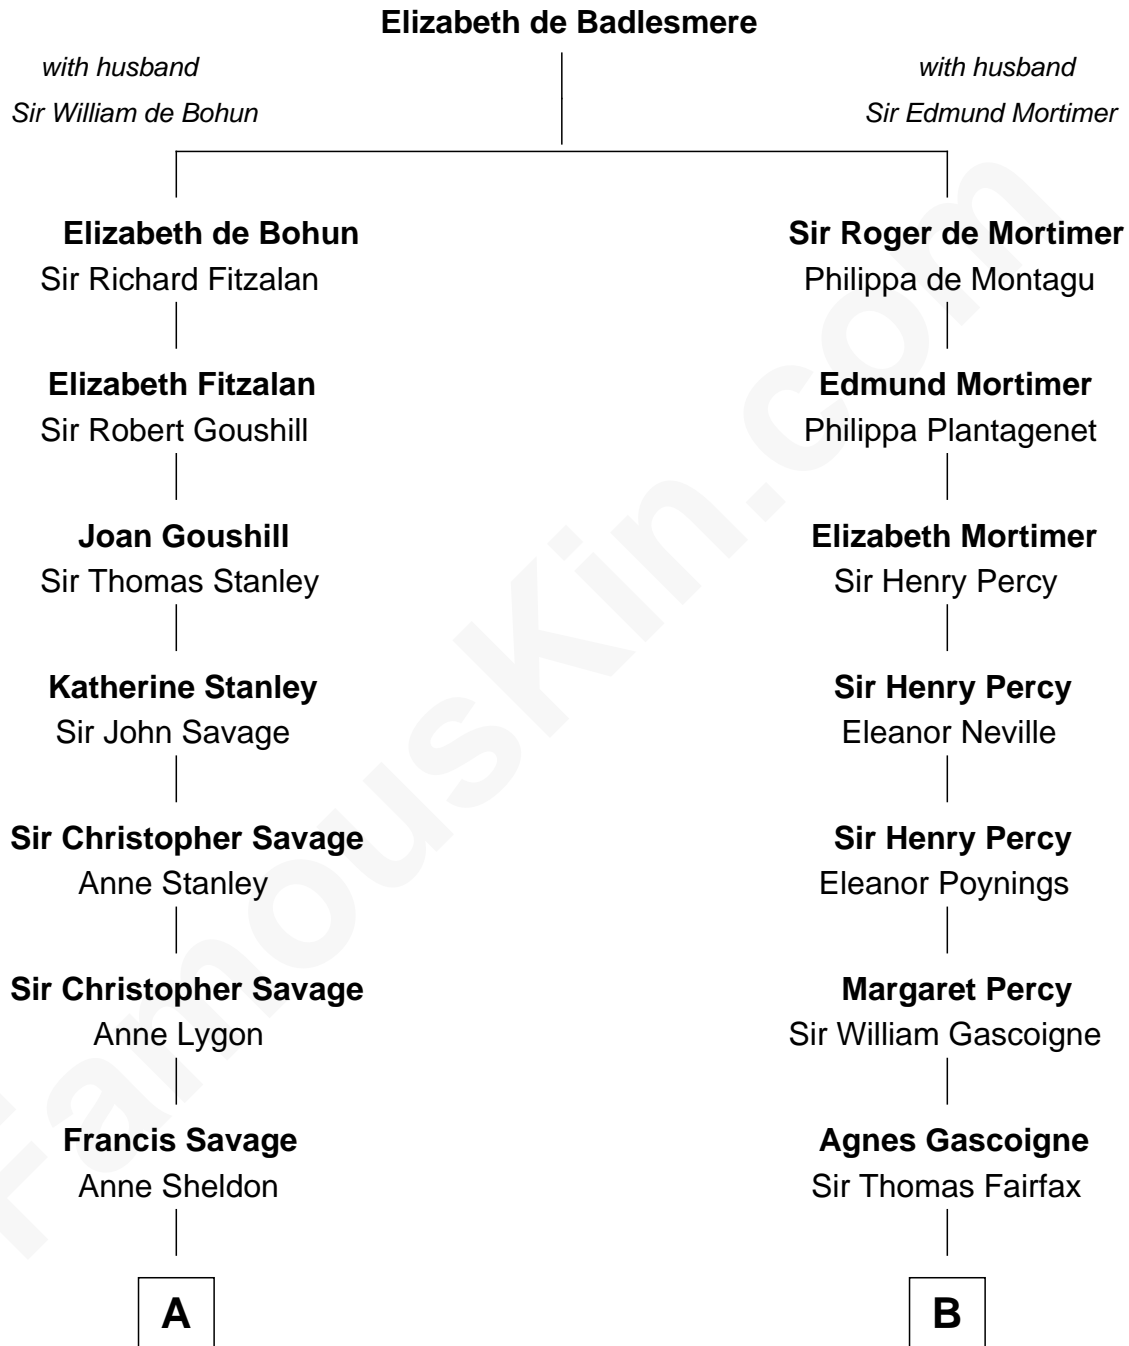 Elizabeth de Badlesmere
with husband
Sir William de Bohun
with husband
Sir Edmund Mortimer
Elizabeth de Bohun
Sir Richard Fitzalan
Sir Roger de Mortimer
Philippa de Montagu
Elizabeth Fitzalan
Sir Robert Goushill
Edmund Mortimer
Philippa Plantagenet
Joan Goushill
Sir Thomas Stanley
Elizabeth Mortimer
Sir Henry Percy
Katherine Stanley
Sir John Savage
Sir Henry Percy
Eleanor Neville
Sir Christopher Savage
Anne Stanley
Sir Henry Percy
Eleanor Poynings
Sir Christopher Savage
Anne Lygon
Margaret Percy
Sir William Gascoigne
Francis Savage
Anne Sheldon
Agnes Gascoigne
Sir Thomas Fairfax
A
B
FamousKin.com